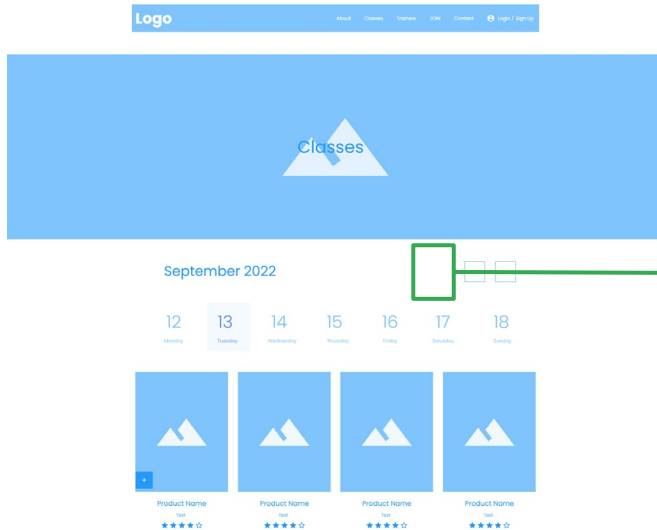 Logo
About Classes Trainers JOIN Contact Login / Sign Up
Classes
September 2022
12 13 14 15 16 17 18
Monday Tuesday Wednesday Thursday Friday Saturday Sunday
+
Product Name Product Name Product Name Product Name
Text Text Text Text